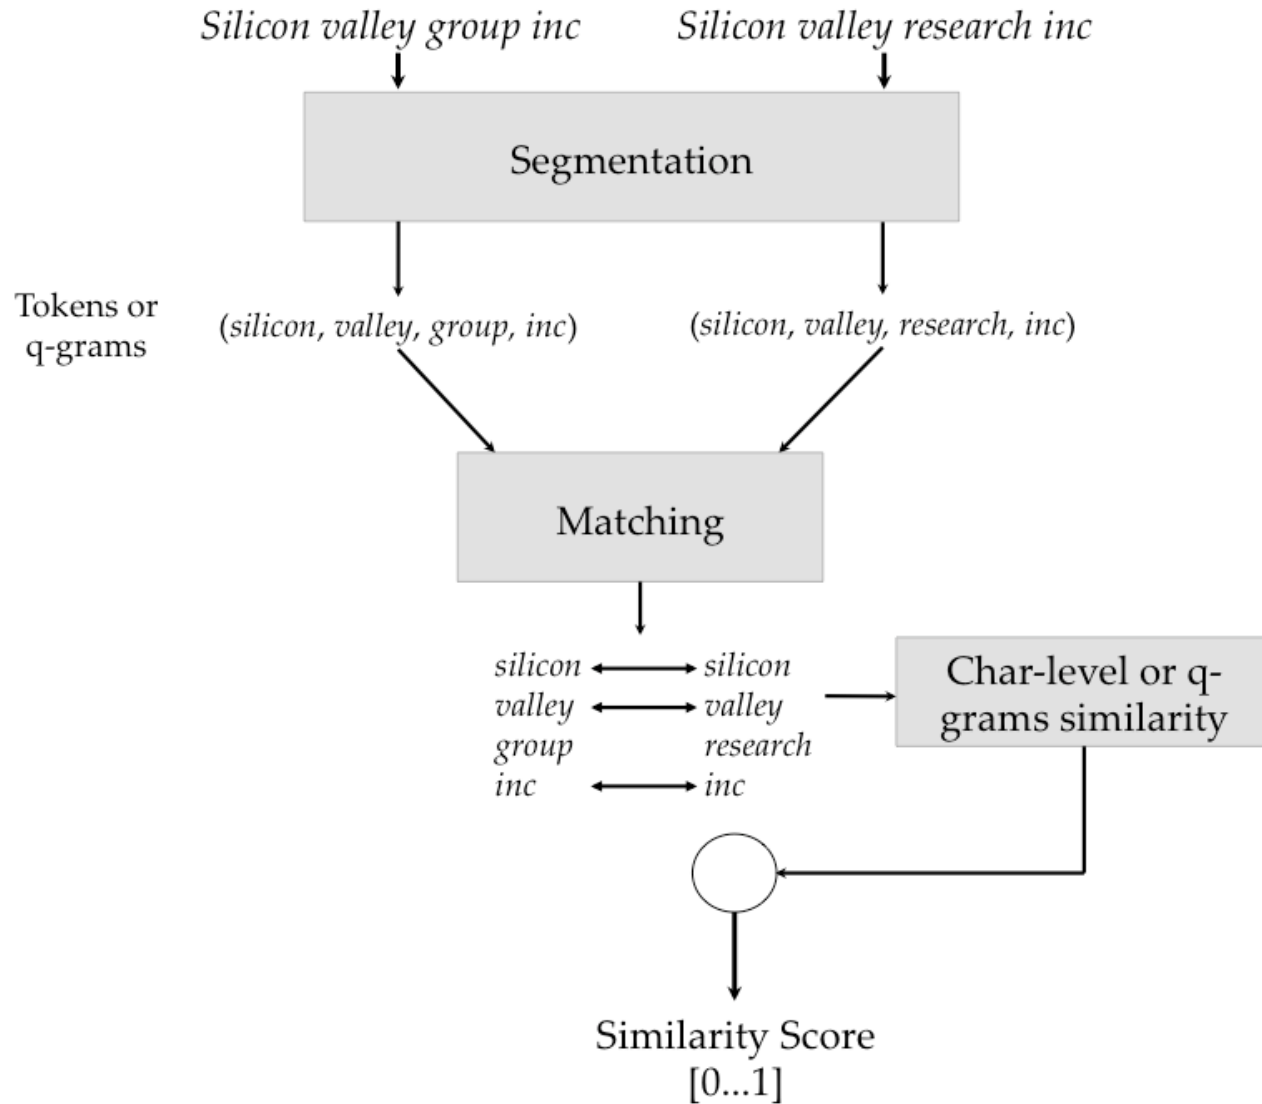 Silicon valley group inc
Silicon valley research inc
Segmentation
Tokens or
q-grams
(silicon, valley, group, inc)
(silicon, valley, research, inc)
Matching
silicon
silicon
valley
valley
group
research
inc
inc
Char-level or q-
grams similarity
Similarity Score
[0...1]